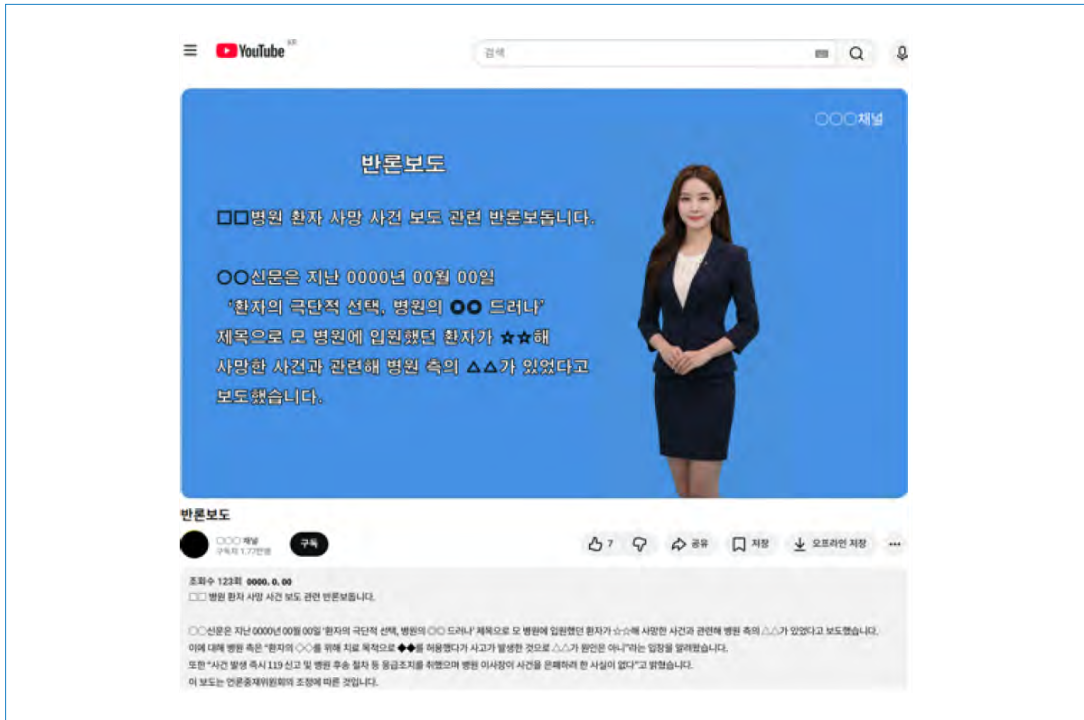 YouTube KR
검색
○○○채널
반론보도
□□병원 환자 사망 사건 보도 관련 반론보돕니다.
○○신문은 지난 0000년 00월 00일
'환자의 극단적 선택, 병원의 ○○ 드러나'
제목으로 모 병원에 입원했던 환자가 ☆☆해
사망한 사건과 관련해 병원 측의 △△가 있었다고
보도했습니다.
반론보도
○○○ 채널
구독자 1.77만명
구독
7
공유
저장
오프라인 저장
조회수 123회 0000. 0. 00
□□ 병원 환자 사망 사건 보도 관련 반론보돕니다.
○○신문은 지난 0000년 00월 00일 '환자의 극단적 선택, 병원의 ○○ 드러나' 제목으로 모 병원에 입원했던 환자가 ☆☆해 사망한 사건과 관련해 병원 측의 △△가 있었다고 보도했습니다.
이에 대해 병원 측은 "환자의 ◇◇를 위해 치료 목적으로 ◆◆를 허용했다가 사고가 발생한 것으로 △△가 원인은 아니"라는 입장을 알려왔습니다.
또한 "사건 발생 즉시 119 신고 및 병원 후송 절차 등 응급조치를 취했으며 병원 이사장이 사건을 은폐하려 한 사실이 없다"고 밝혔습니다.
이 보도는 언론중재위원회의 조정에 따른 것입니다.